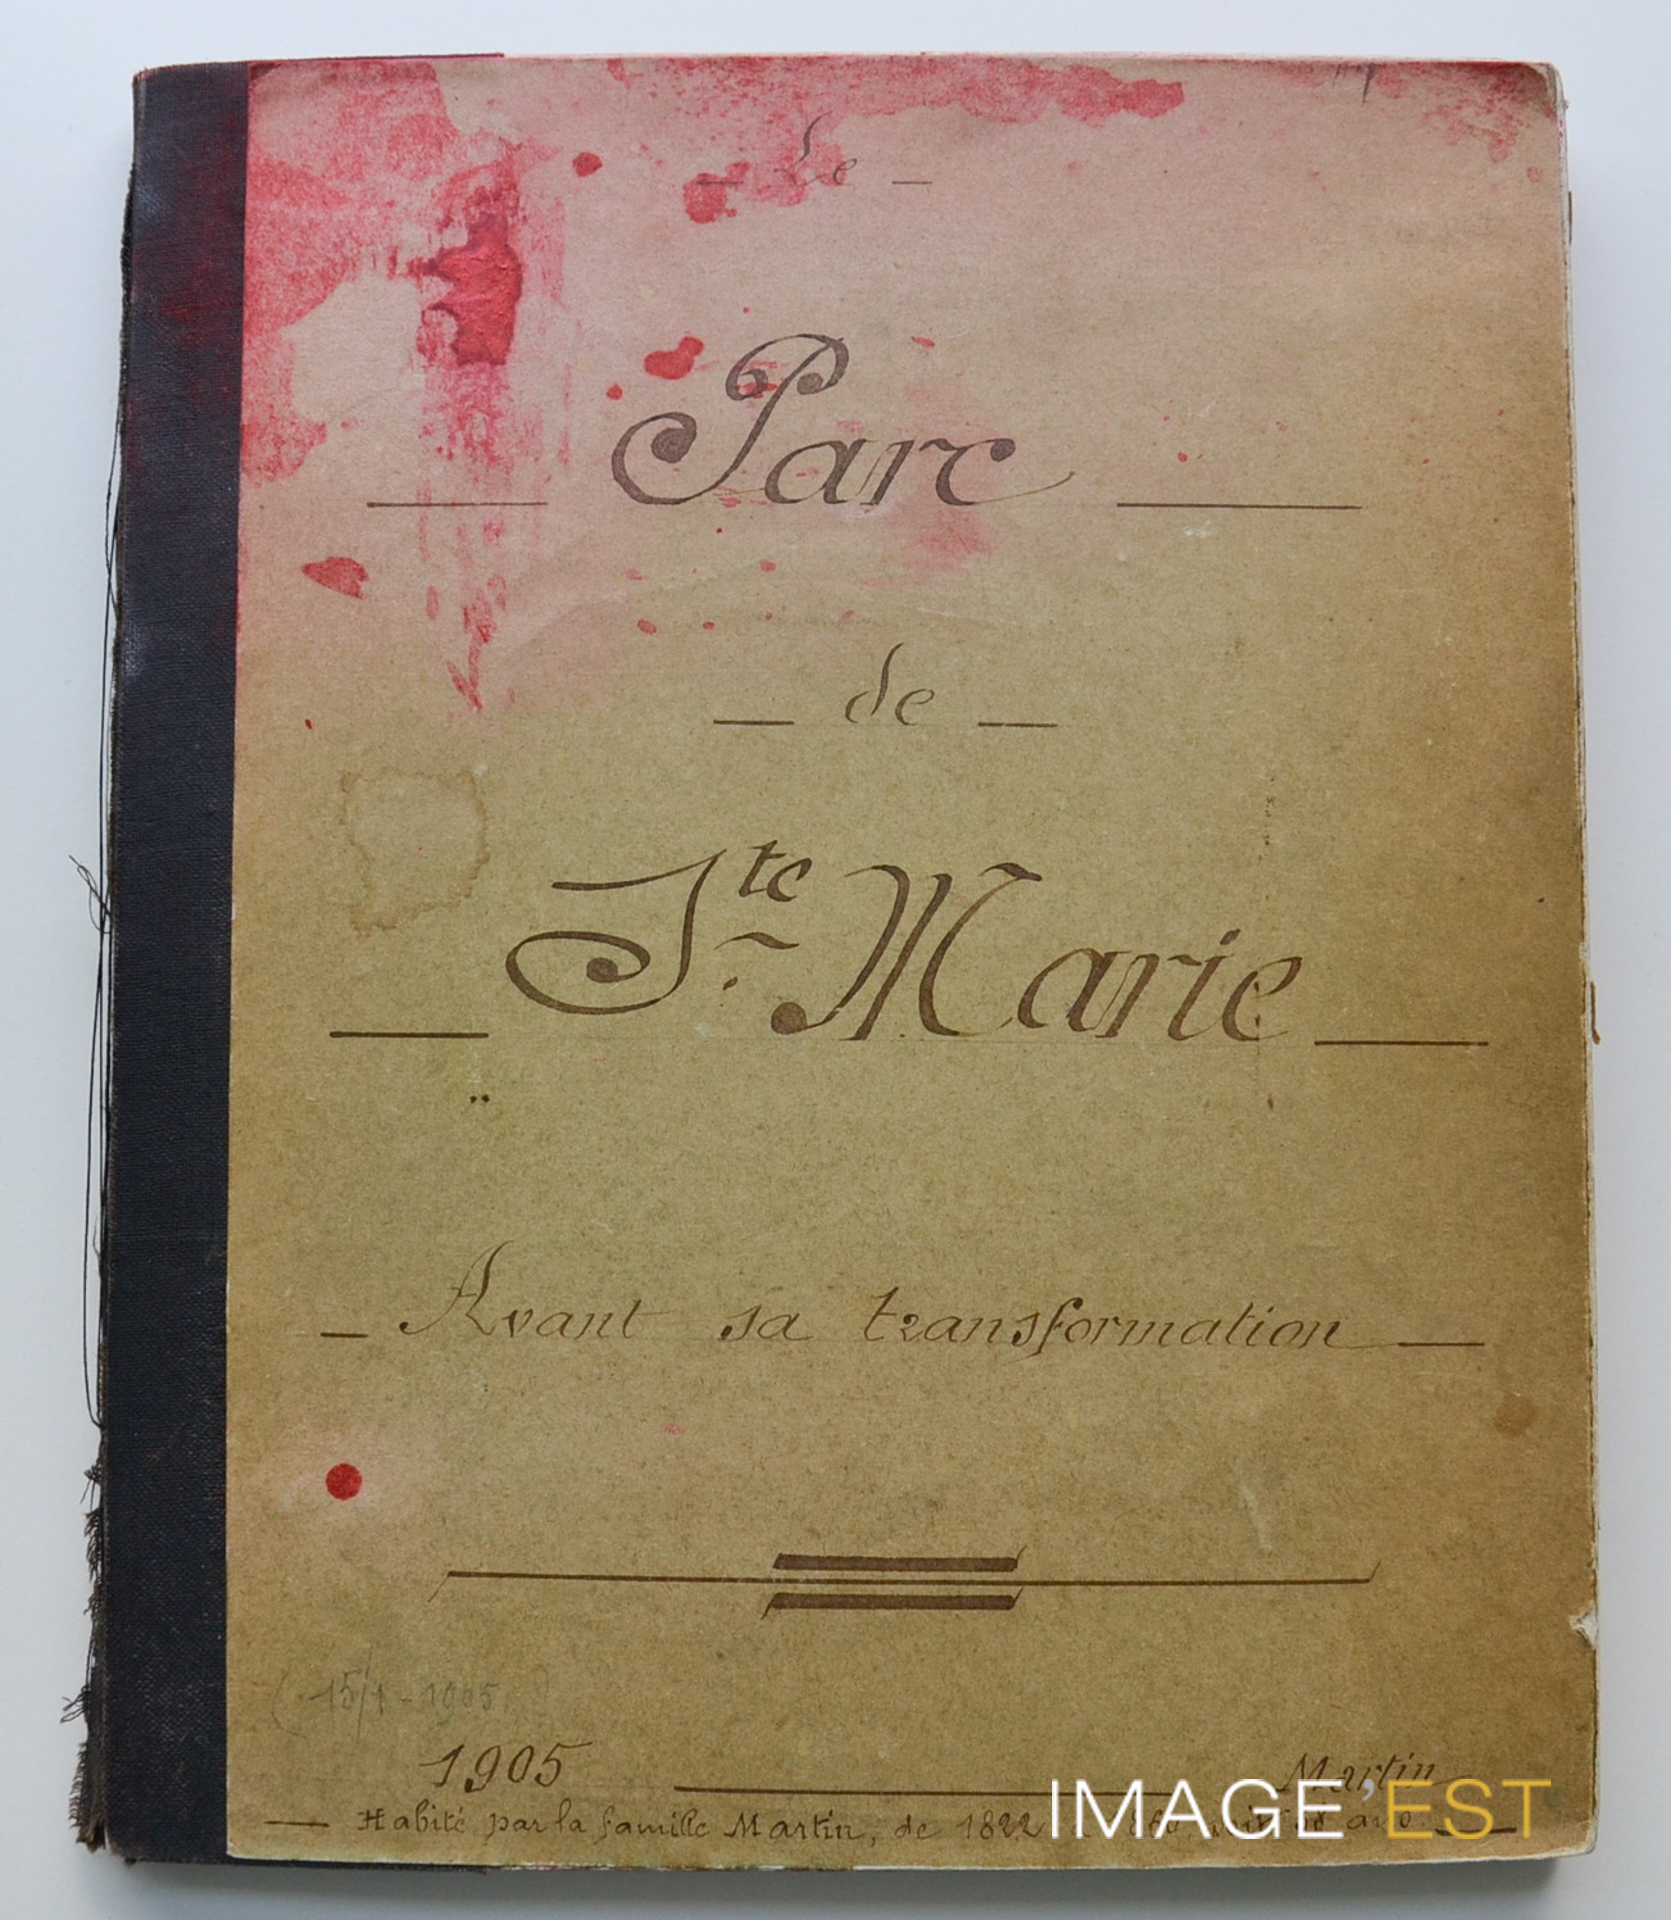 — Le —
Parc
— de —
Ste Marie
— Avant sa transformation —
(15/1 - 1905
1905 Martin
— Habité par la famille Martin, de 1822 ans. —
IMAGE'EST